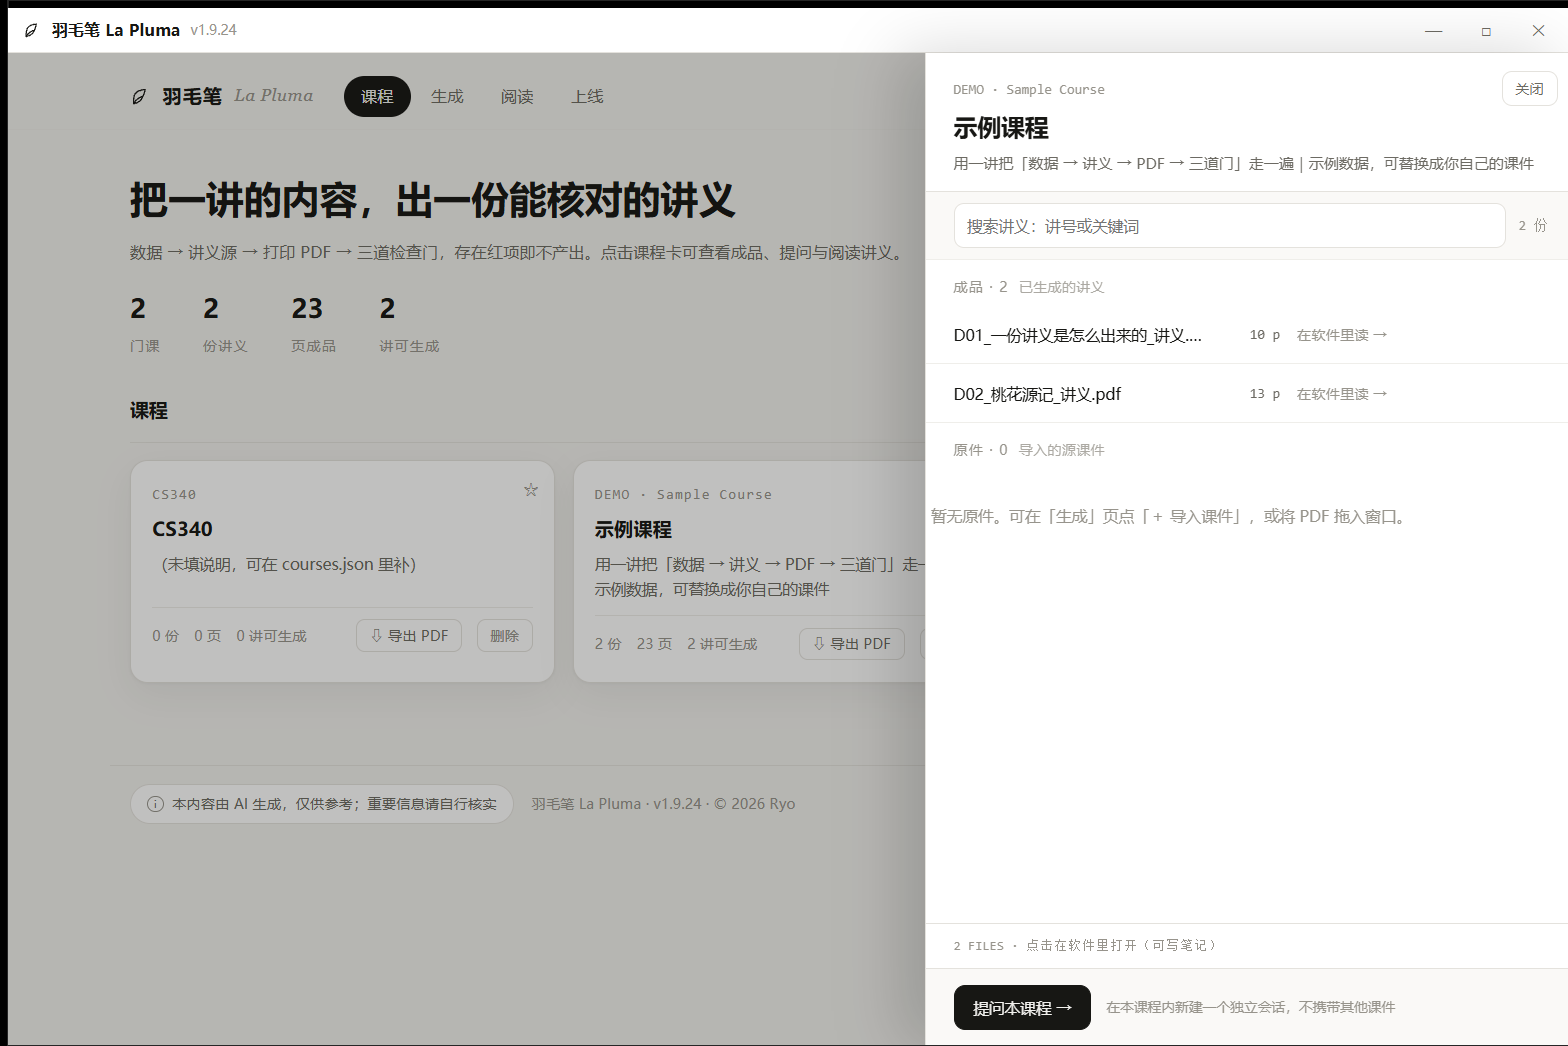 羽毛笔 La Pluma v1.9.24
羽毛笔 La Pluma 课程 生成 阅读 上线
把一讲的内容，出一份能核对的讲义
数据 → 讲义源 → 打印 PDF → 三道检查门，存在红项即不产出。点击课程卡可查看成品、提问与阅读讲义。
2 2 23 2
门课 份讲义 页成品 讲可生成
课程
CS340
CS340
（未填说明，可在 courses.json 里补）
0 份 0 页 0 讲可生成 导出 PDF 删除
DEMO · Sample Course
示例课程
用一讲把「数据 → 讲义 → PDF → 三道门」走一
示例数据，可替换成你自己的课件
2 份 23 页 2 讲可生成 导出 PDF
本内容由 AI 生成，仅供参考；重要信息请自行核实
羽毛笔 La Pluma · v1.9.24 · © 2026 Ryo
DEMO · Sample Course
关闭
示例课程
用一讲把「数据 → 讲义 → PDF → 三道门」走一遍 | 示例数据，可替换成你自己的课件
搜索讲义：讲号或关键词 2 份
成品 · 2 已生成的讲义
D01_一份讲义是怎么出来的_讲义.... 10 p 在软件里读 →
D02_桃花源记_讲义.pdf 13 p 在软件里读 →
原件 · 0 导入的源课件
暂无原件。可在「生成」页点「+ 导入课件」，或将 PDF 拖入窗口。
2 FILES · 点击在软件里打开（可写笔记）
提问本课程 → 在本课程内新建一个独立会话，不携带其他课件